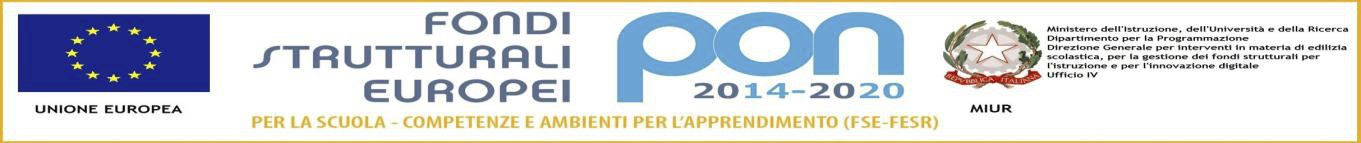 UNIONE EUROPEA
FONDI
STRUTTURALI
EUROPEI
pon
2014-2020
PER LA SCUOLA - COMPETENZE E AMBIENTI PER L'APPRENDIMENTO (FSE-FESR)
REPVBBLICA ITALIANA
MIUR
Ministero dell'Istruzione, dell'Università e della Ricerca
Dipartimento per la Programmazione
Direzione Generale per interventi in materia di edilizia
scolastica, per la gestione dei fondi strutturali per
l'istruzione e per l'innovazione digitale
Ufficio IV